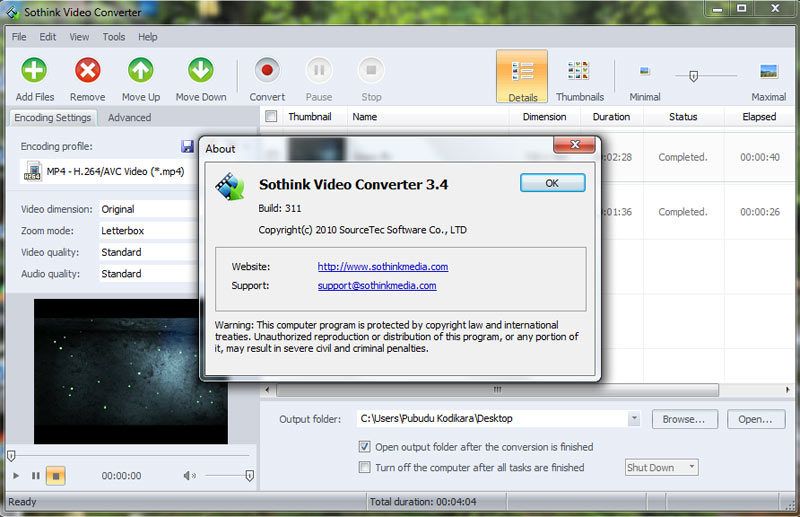 Sothink Video Converter
File Edit View Tools Help
Add Files Remove Move Up Move Down Convert Pause Stop Details Thumbnails Minimal Maximal
Encoding Settings Advanced
Thumbnail Name Dimension Duration Status Elapsed
Encoding profile:
H264 MP4 - H.264/AVC Video (*.mp4)
Video dimension: Original
Zoom mode: Letterbox
Video quality: Standard
Audio quality: Standard
:02:28 Completed. 00:00:40
:01:36 Completed. 00:00:26
About
Sothink Video Converter 3.4
OK
Build: 311
Copyright(c) 2010 SourceTec Software Co., LTD
Website: http://www.sothinkmedia.com
Support: support@sothinkmedia.com
Warning: This computer program is protected by copyright law and international
treaties. Unauthorized reproduction or distribution of this program, or any portion of
it, may result in severe civil and criminal penalties.
Output folder: C:\Users\Pubudu Kodikara\Desktop Browse... Open...
Open output folder after the conversion is finished
Turn off the computer after all tasks are finished Shut Down
00:00:00
Ready Total duration: 00:04:04